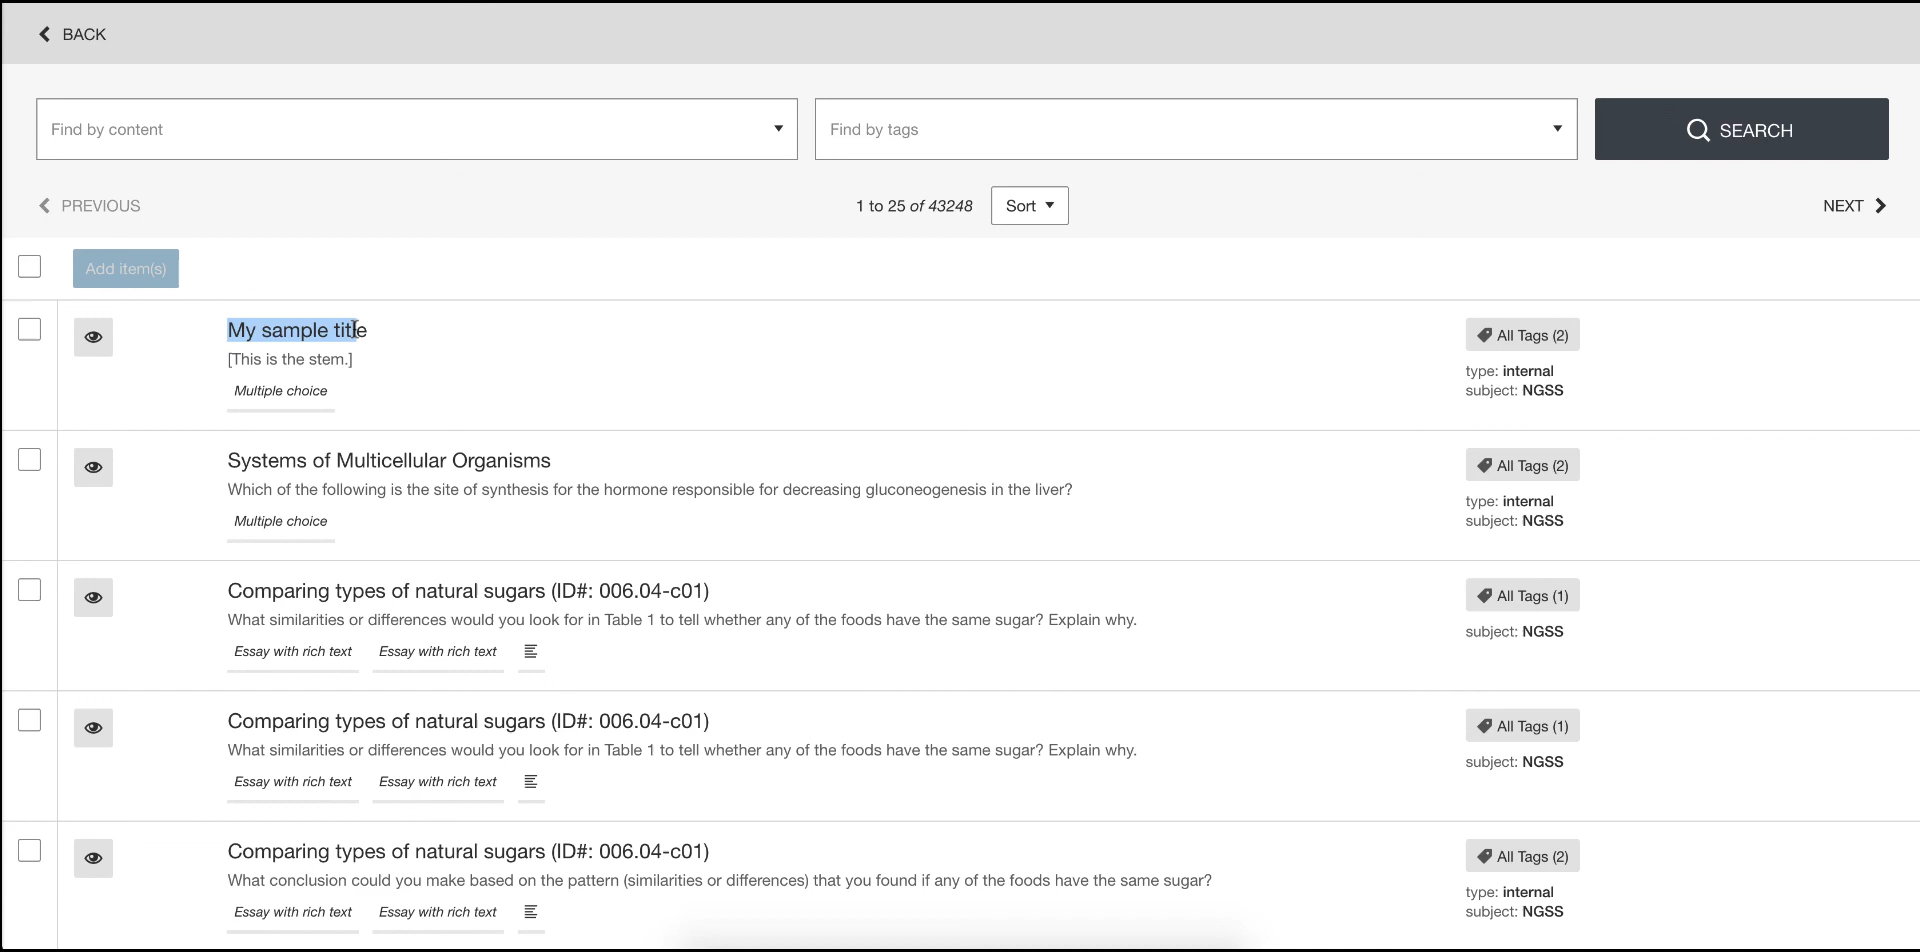 BACK
Find by content
Find by tags
SEARCH
PREVIOUS
1 to 25 of 43248
Sort
NEXT
Add item(s)
My sample title
[This is the stem.]
Multiple choice
All Tags (2)
type: internal
subject: NGSS
Systems of Multicellular Organisms
Which of the following is the site of synthesis for the hormone responsible for decreasing gluconeogenesis in the liver?
Multiple choice
All Tags (2)
type: internal
subject: NGSS
Comparing types of natural sugars (ID#: 006.04-c01)
What similarities or differences would you look for in Table 1 to tell whether any of the foods have the same sugar? Explain why.
Essay with rich text Essay with rich text
All Tags (1)
subject: NGSS
Comparing types of natural sugars (ID#: 006.04-c01)
What similarities or differences would you look for in Table 1 to tell whether any of the foods have the same sugar? Explain why.
Essay with rich text Essay with rich text
All Tags (1)
subject: NGSS
Comparing types of natural sugars (ID#: 006.04-c01)
What conclusion could you make based on the pattern (similarities or differences) that you found if any of the foods have the same sugar?
Essay with rich text Essay with rich text
All Tags (2)
type: internal
subject: NGSS